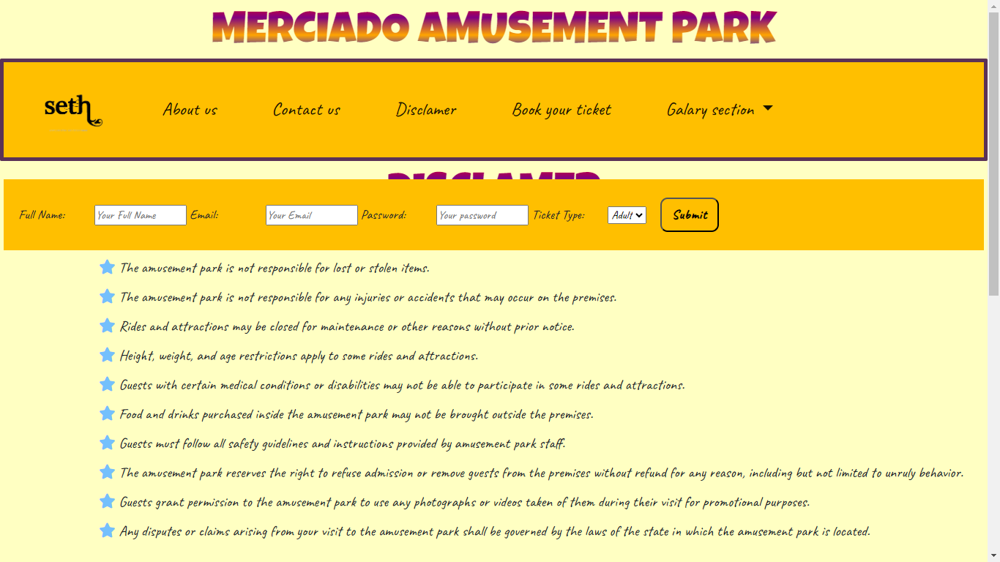 MERCIADO AMUSEMENT PARK
seth
About us
Contact us
Disclamer
Book your ticket
Galary section
DISCLAMER
Full Name: Your Full Name Email: Your Email Password: Your password Ticket Type: Adult Submit
The amusement park is not responsible for lost or stolen items.
The amusement park is not responsible for any injuries or accidents that may occur on the premises.
Rides and attractions may be closed for maintenance or other reasons without prior notice.
Height, weight, and age restrictions apply to some rides and attractions.
Guests with certain medical conditions or disabilities may not be able to participate in some rides and attractions.
Food and drinks purchased inside the amusement park may not be brought outside the premises.
Guests must follow all safety guidelines and instructions provided by amusement park staff.
The amusement park reserves the right to refuse admission or remove guests from the premises without refund for any reason, including but not limited to unruly behavior.
Guests grant permission to the amusement park to use any photographs or videos taken of them during their visit for promotional purposes.
Any disputes or claims arising from your visit to the amusement park shall be governed by the laws of the state in which the amusement park is located.